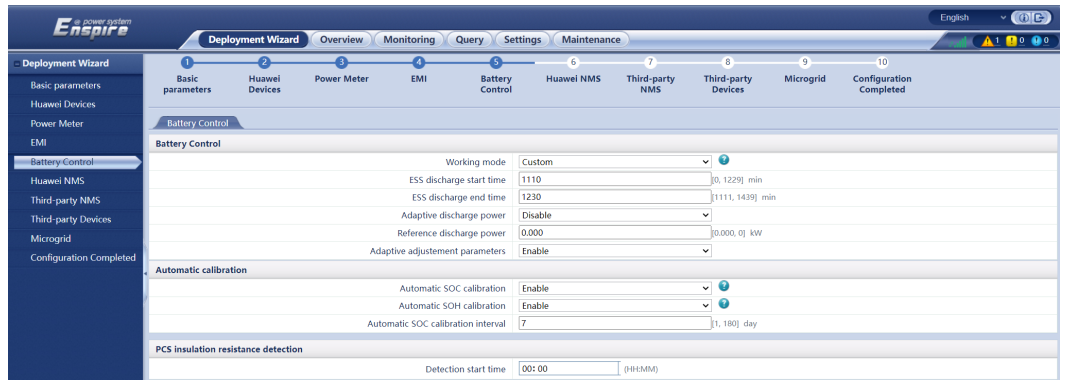 Enspire e power system
English
Deployment Wizard Overview Monitoring Query Settings Maintenance
1 0 0
Deployment Wizard
Basic parameters
Huawei Devices
Power Meter
EMI
Battery Control
Huawei NMS
Third-party NMS
Third-party Devices
Microgrid
Configuration Completed
1 2 3 4 5 6 7 8 9 10
Basic parameters Huawei Devices Power Meter EMI Battery Control Huawei NMS Third-party NMS Third-party Devices Microgrid Configuration Completed
Battery Control
Battery Control
Working mode Custom ?
ESS discharge start time 1110 [0, 1229] min
ESS discharge end time 1230 [1111, 1439] min
Adaptive discharge power Disable
Reference discharge power 0.000 [0.000, 0] kW
Adaptive adjustement parameters Enable
Automatic calibration
Automatic SOC calibration Enable ?
Automatic SOH calibration Enable ?
Automatic SOC calibration interval 7 [1, 180] day
PCS insulation resistance detection
Detection start time 00: 00 (HH:MM)